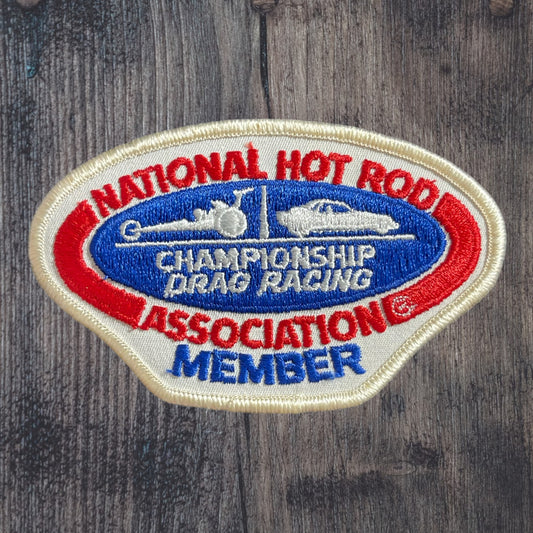 NATIONAL HOT ROD
CHAMPIONSHIP
DRAG RACING
ASSOCIATION
MEMBER